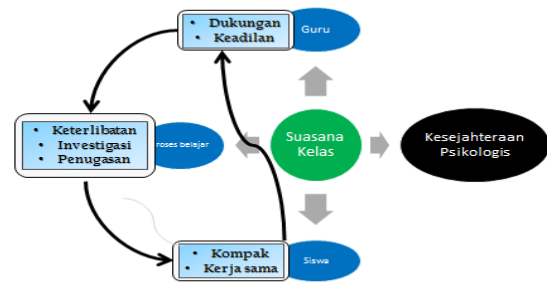 • Dukungan
• Keadilan
Guru
• Keterlibatan
• Investigasi
• Penugasan
roses belajar
Suasana
Kelas
Kesejahteraan
Psikologis
• Kompak
• Kerja sama
Siswa